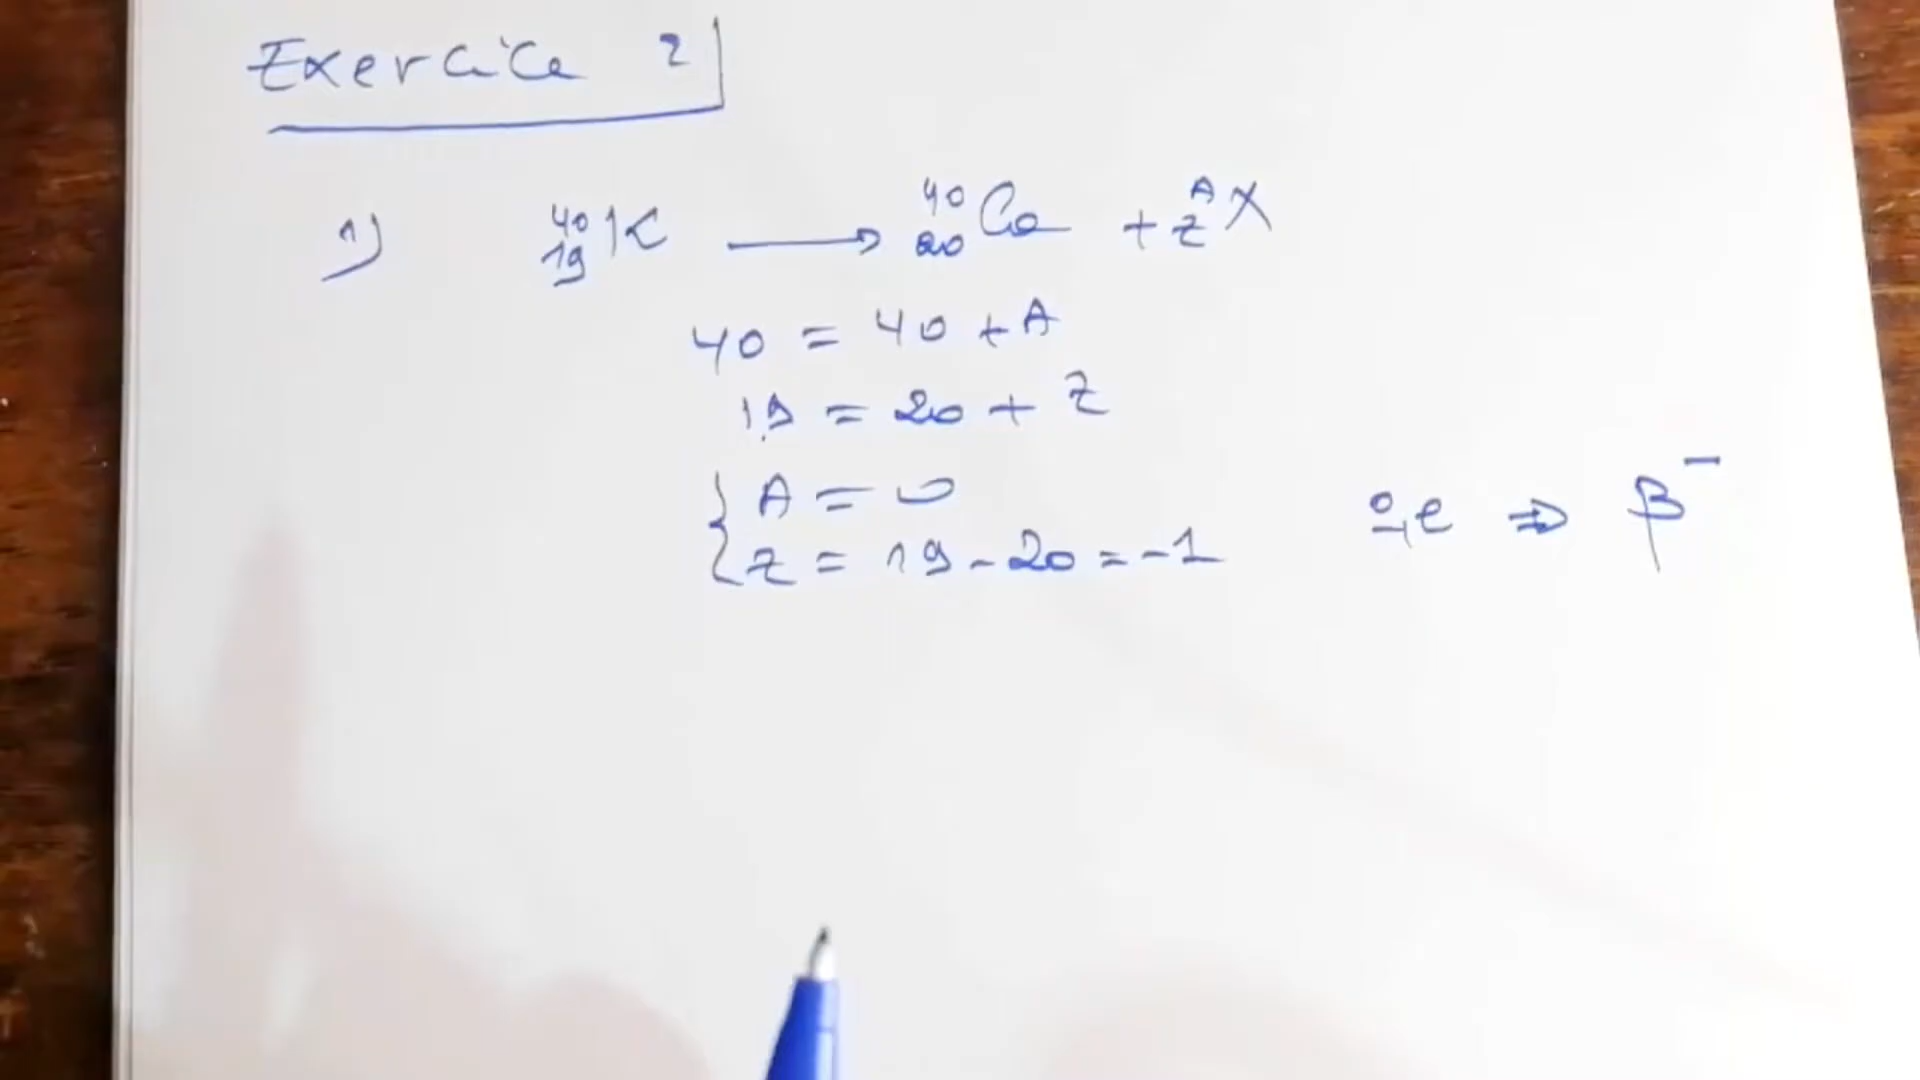 Exercice 2
1) ⁴⁰₁₉K → ⁴⁰₂₀Ca + ᴬ_Z X
40 = 40 + A
19 = 20 + Z
{ A = 0
{ Z = 19 - 20 = -1
⁰₋₁e ⇒ β⁻